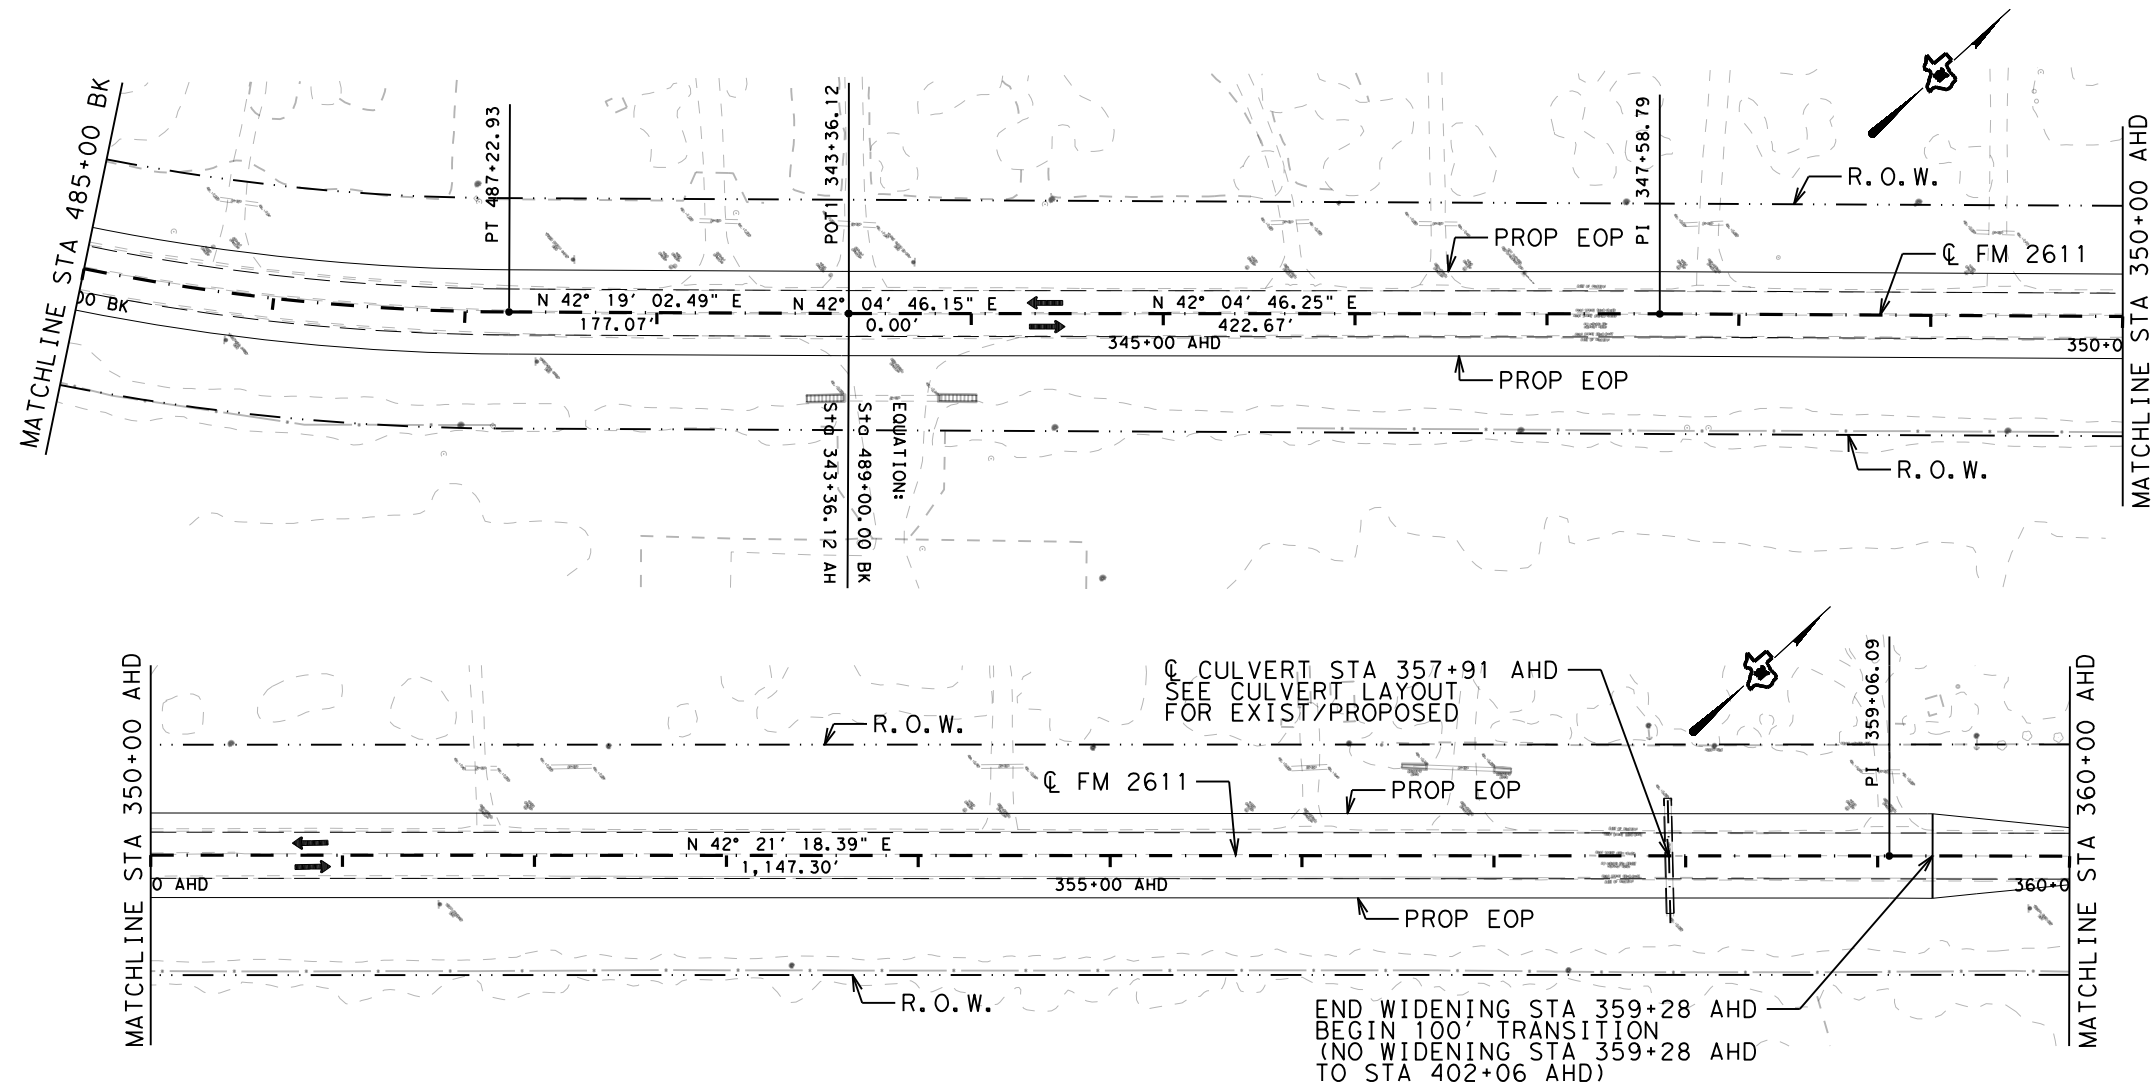 MATCHLINE STA 485+00 BK
00 BK
PT 487+22.93
N 42° 19' 02.49" E
177.07'
POT1 343+36.12
N 42° 04' 46.15" E
0.00'
N 42° 04' 46.25" E
422.67'
345+00 AHD
PROP EOP
PROP EOP
PI 347+58.79
R.O.W.
℄ FM 2611
R.O.W.
350+0
MATCHLINE STA 350+00 AHD
EQUATION:
Sta 489+00.00 BK
Sta 343+36.12 AH
MATCHLINE STA 350+00 AHD
0 AHD
R.O.W.
N 42° 21' 18.39" E
1,147.30'
℄ FM 2611
355+00 AHD
℄ CULVERT STA 357+91 AHD
SEE CULVERT LAYOUT
FOR EXIST/PROPOSED
PROP EOP
PROP EOP
R.O.W.
PI 359+06.09
360+0
MATCHLINE STA 360+00 AHD
END WIDENING STA 359+28 AHD
BEGIN 100' TRANSITION
(NO WIDENING STA 359+28 AHD
TO STA 402+06 AHD)